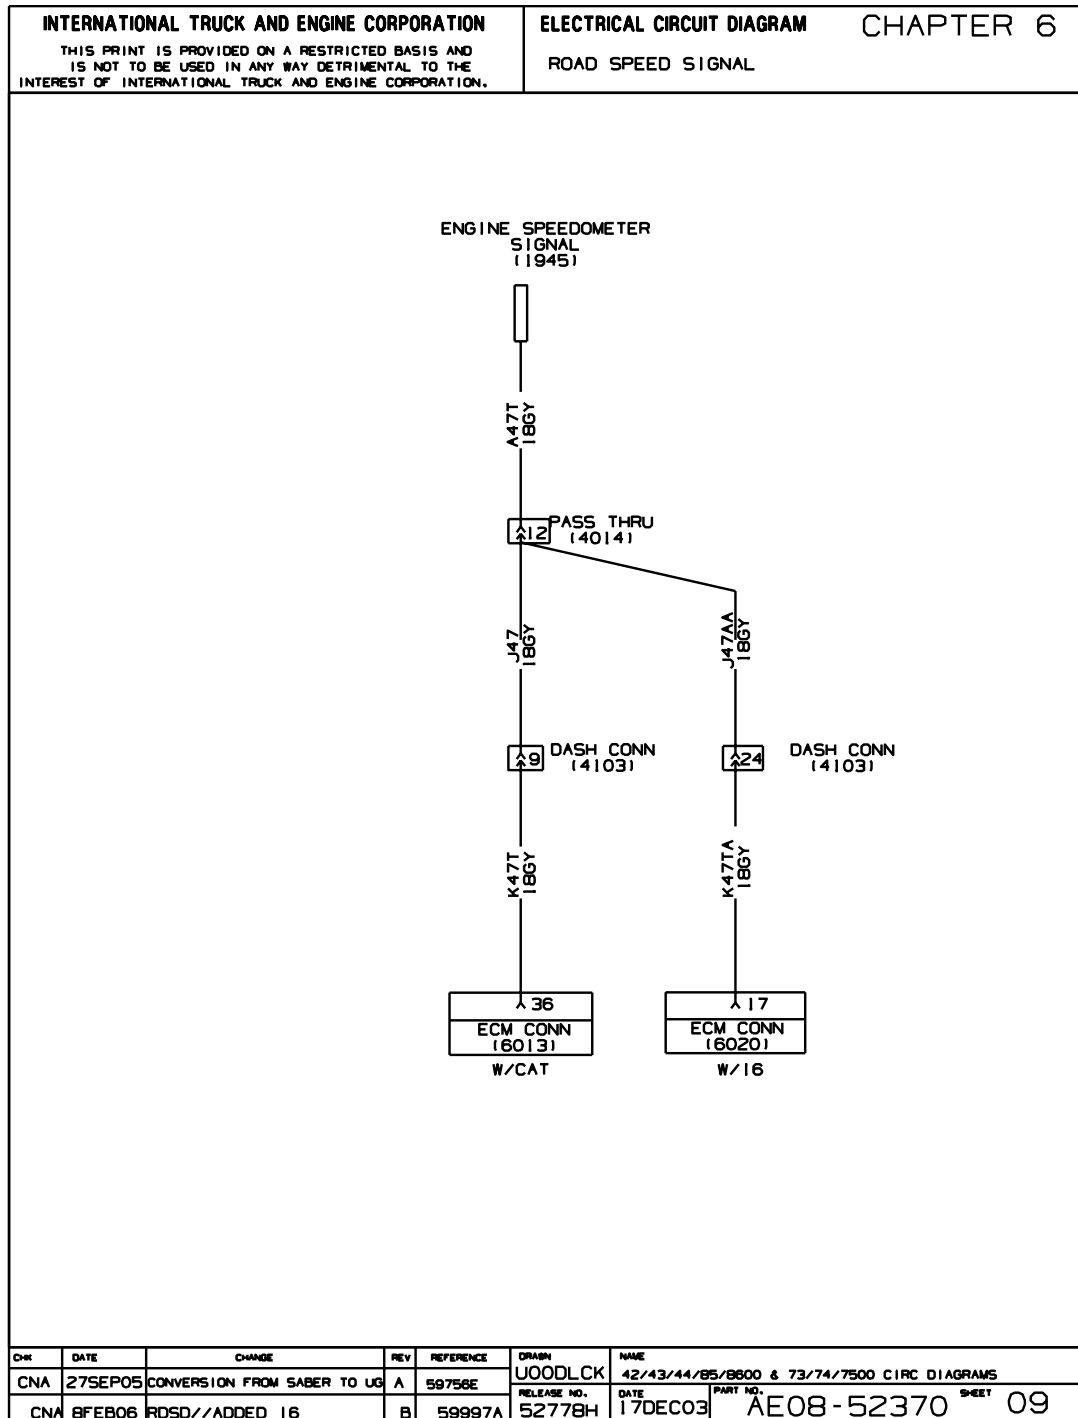 INTERNATIONAL TRUCK AND ENGINE CORPORATION
THIS PRINT IS PROVIDED ON A RESTRICTED BASIS AND
IS NOT TO BE USED IN ANY WAY DETRIMENTAL TO THE
INTEREST OF INTERNATIONAL TRUCK AND ENGINE CORPORATION.
ELECTRICAL CIRCUIT DIAGRAM
CHAPTER 6
ROAD SPEED SIGNAL
ENGINE SPEEDOMETER
SIGNAL
(1945)
A47T
18GY
12
PASS THRU
(4014)
J47
18GY
J47AA
18GY
9
DASH CONN
(4103)
24
DASH CONN
(4103)
K47T
18GY
K47TA
18GY
36
ECM CONN
(6013)
W/CAT
17
ECM CONN
(6020)
W/I6
CHK DATE CHANGE REV REFERENCE
CNA 27SEP05 CONVERSION FROM SABER TO UG A 59756E
CNA 8FEB06 RDSD//ADDED I6 B 59997A
DRAWN
U00DLCK
NAME
42/43/44/85/8600 & 73/74/7500 CIRC DIAGRAMS
RELEASE NO.
52778H
DATE
17DEC03
PART NO.
AE08-52370
SHEET
09